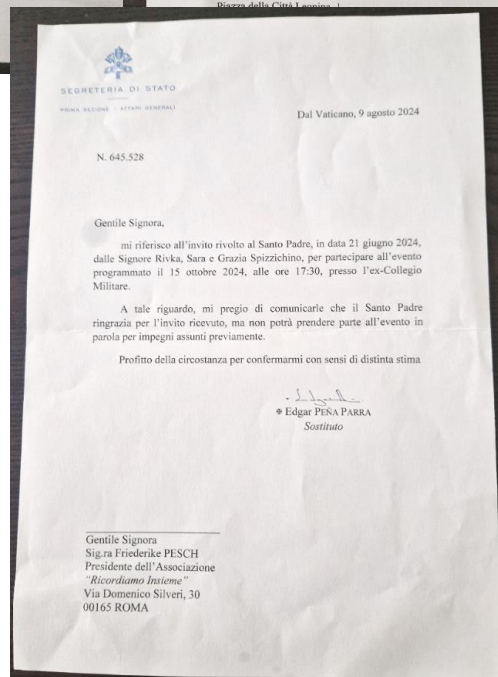 Piazza della Città Leonina, 1
SEGRETERIA DI STATO
PRIMA SEZIONE - AFFARI GENERALI
Dal Vaticano, 9 agosto 2024
N. 645.528
Gentile Signora,
mi riferisco all'invito rivolto al Santo Padre, in data 21 giugno 2024,
dalle Signore Rivka, Sara e Grazia Spizzichino, per partecipare all'evento
programmato il 15 ottobre 2024, alle ore 17:30, presso l'ex-Collegio
Militare.
A tale riguardo, mi pregio di comunicarle che il Santo Padre
ringrazia per l'invito ricevuto, ma non potrà prendere parte all'evento in
parola per impegni assunti previamente.
Profitto della circostanza per confermarmi con sensi di distinta stima
✠ Edgar PEÑA PARRA
Sostituto
Gentile Signora
Sig.ra Friederike PESCH
Presidente dell'Associazione
"Ricordiamo Insieme"
Via Domenico Silveri, 30
00165 ROMA